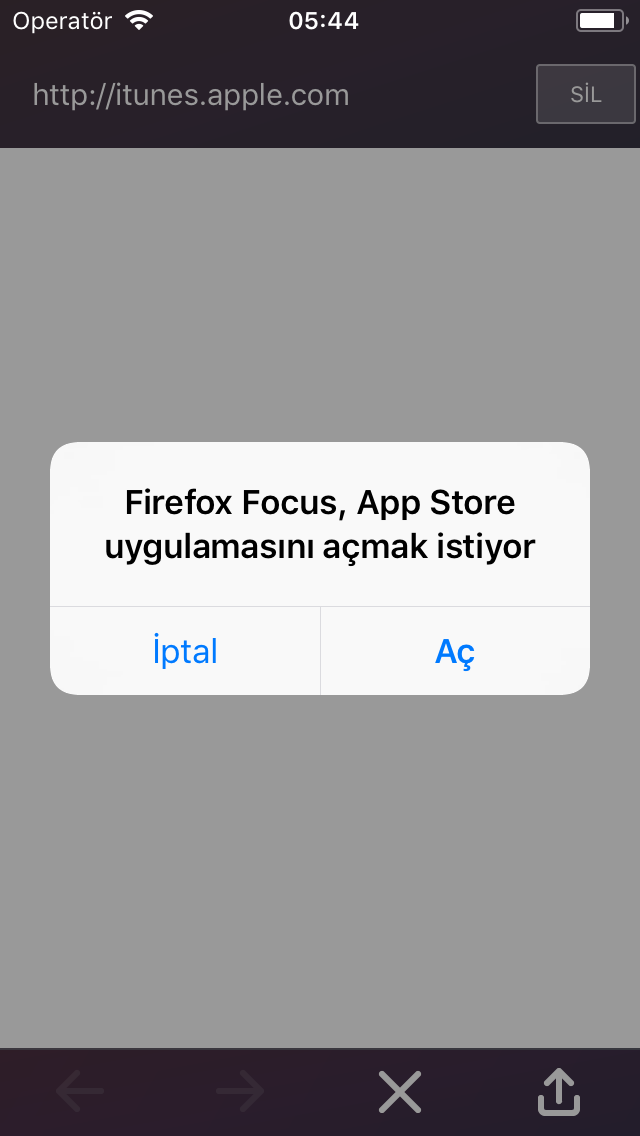 Operatör 05:44
http://itunes.apple.com SİL
Firefox Focus, App Store
uygulamasını açmak istiyor
İptal Aç